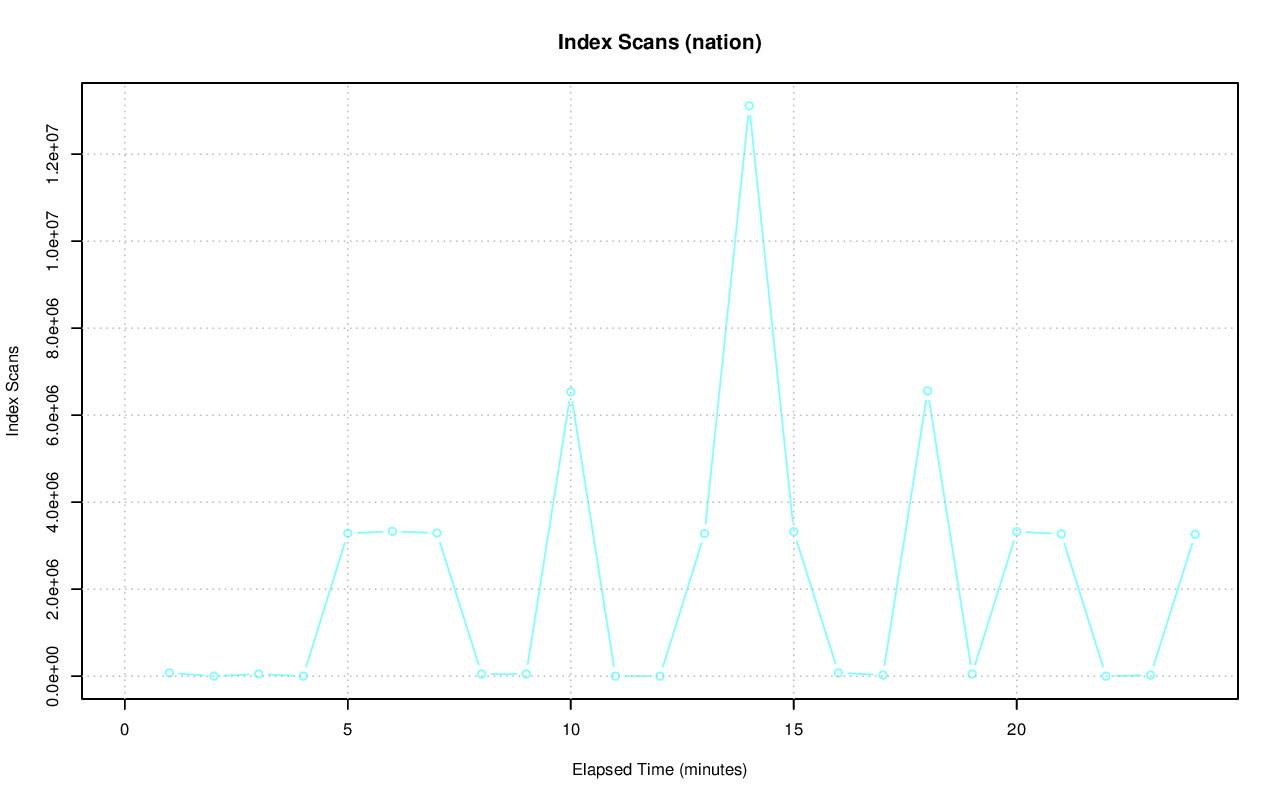 Index Scans (nation)
Index Scans
1.2e+07
1.0e+07
8.0e+06
6.0e+06
4.0e+06
2.0e+06
0.0e+00
0 5 10 15 20
Elapsed Time (minutes)